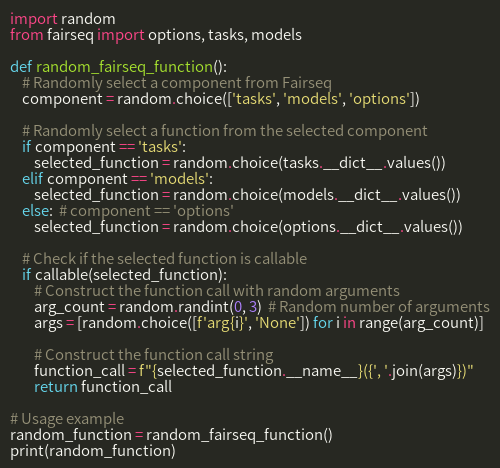 import random
from fairseq import options, tasks, models

def random_fairseq_function():
    # Randomly select a component from Fairseq
    component = random.choice(['tasks', 'models', 'options'])

    # Randomly select a function from the selected component
    if component == 'tasks':
        selected_function = random.choice(tasks.__dict__.values())
    elif component == 'models':
        selected_function = random.choice(models.__dict__.values())
    else:  # component == 'options'
        selected_function = random.choice(options.__dict__.values())

    # Check if the selected function is callable
    if callable(selected_function):
        # Construct the function call with random arguments
        arg_count = random.randint(0, 3)  # Random number of arguments
        args = [random.choice([f'arg{i}', 'None']) for i in range(arg_count)]

        # Construct the function call string
        function_call = f"{selected_function.__name__}({', '.join(args)})"
        return function_call

# Usage example
random_function = random_fairseq_function()
print(random_function)